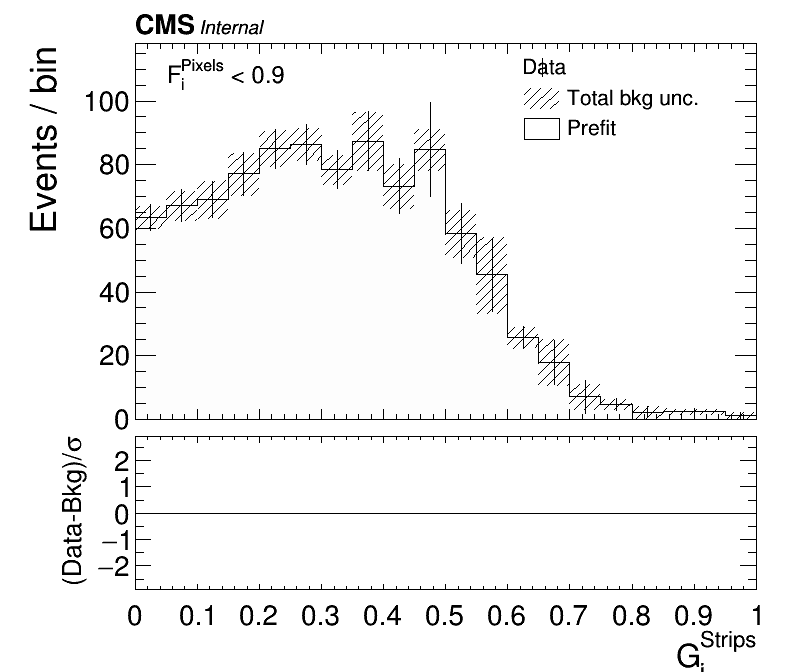 CMS Internal
F_i^Pixels < 0.9
Data
Total bkg unc.
Prefit
Events / bin
100
80
60
40
20
0
(Data-Bkg)/σ
2
1
0
−1
−2
0 0.1 0.2 0.3 0.4 0.5 0.6 0.7 0.8 0.9 1
G_i^Strips